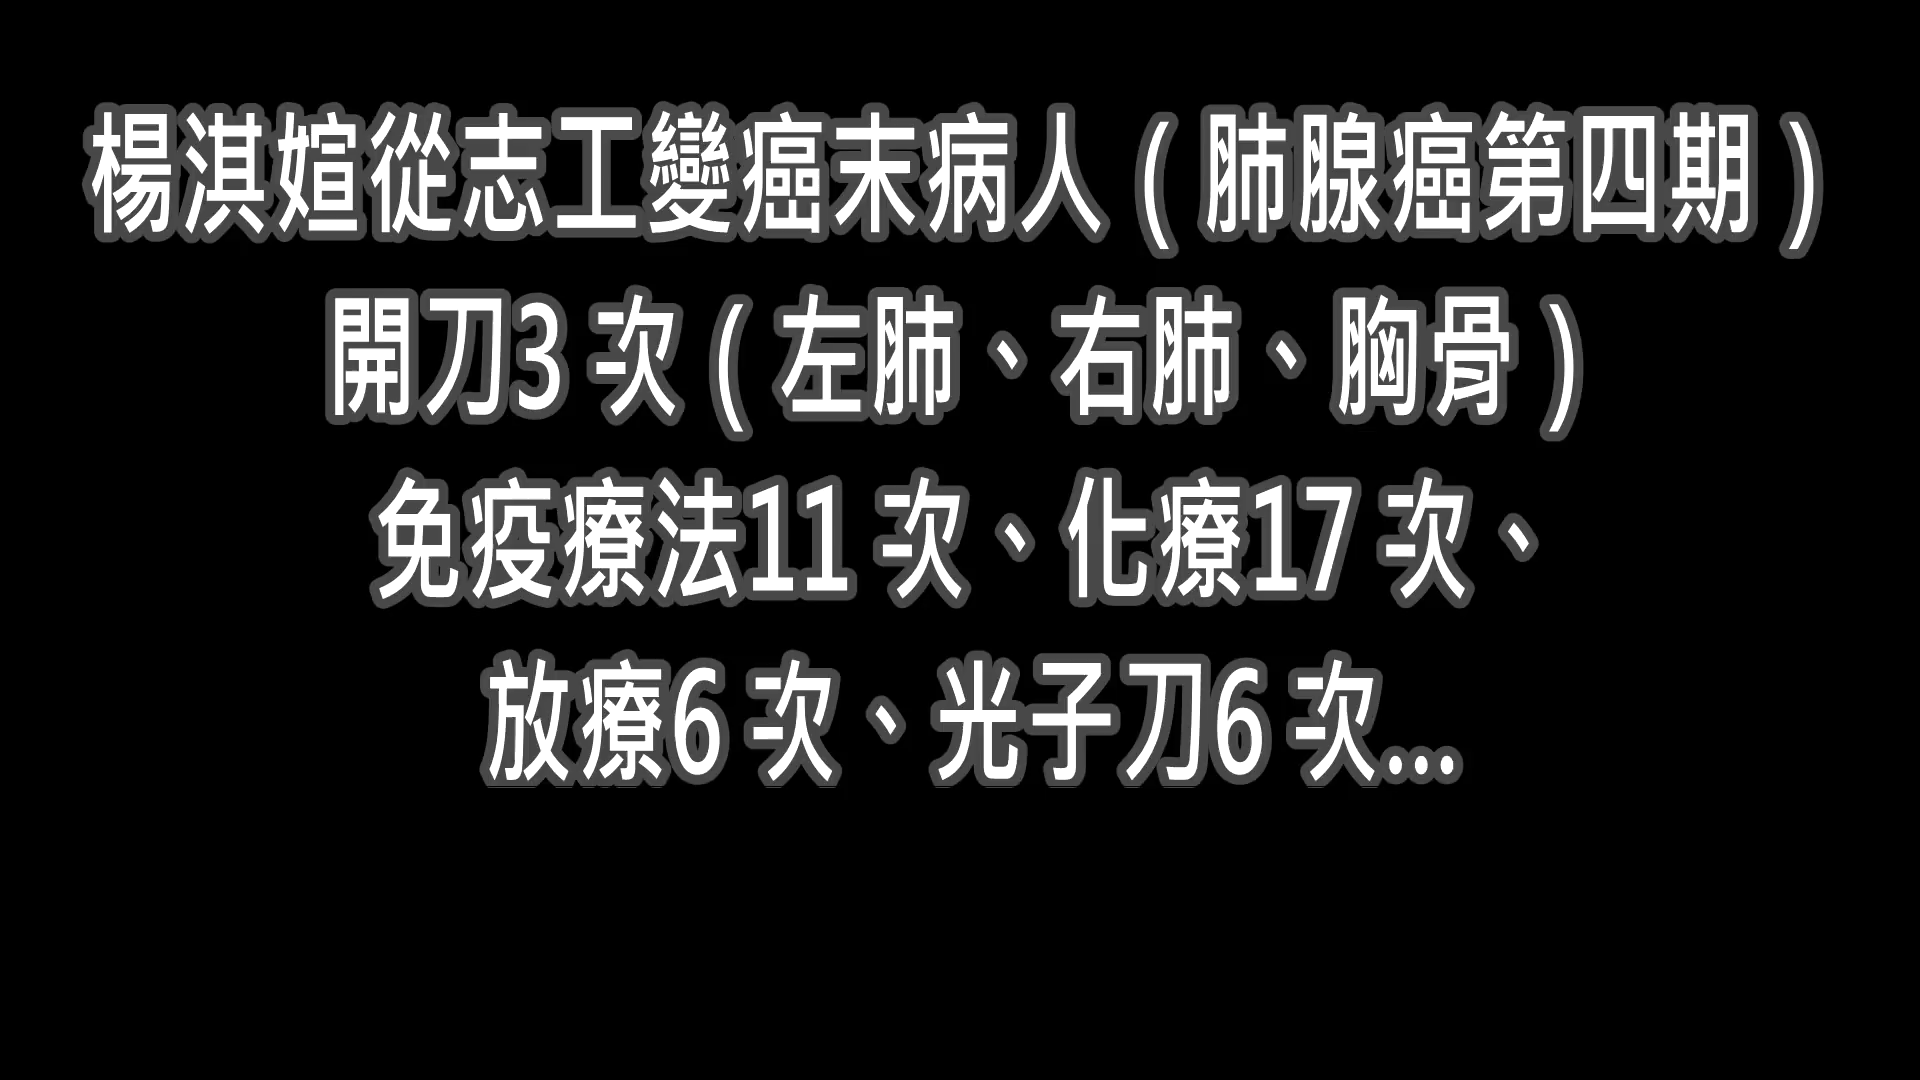 楊淇媗從志工變癌末病人（肺腺癌第四期）
開刀3 次（左肺、右肺、胸骨）
免疫療法11 次、化療17 次、
放療6 次、光子刀6 次...